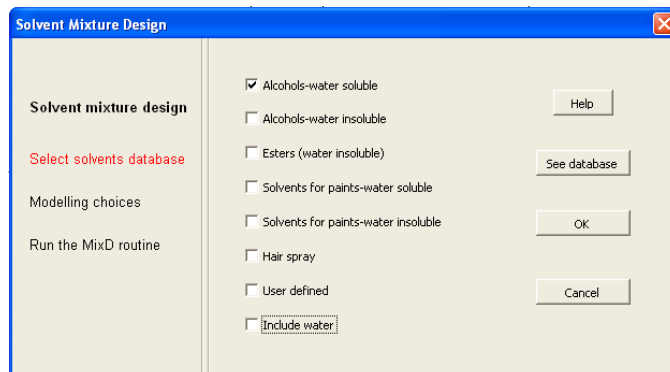 Solvent Mixture Design
Solvent mixture design
Select solvents database
Modelling choices
Run the MixD routine
Alcohols-water soluble
Alcohols-water insoluble
Esters (water insoluble)
Solvents for paints-water soluble
Solvents for paints-water insoluble
Hair spray
User defined
Include water
Help
See database
OK
Cancel